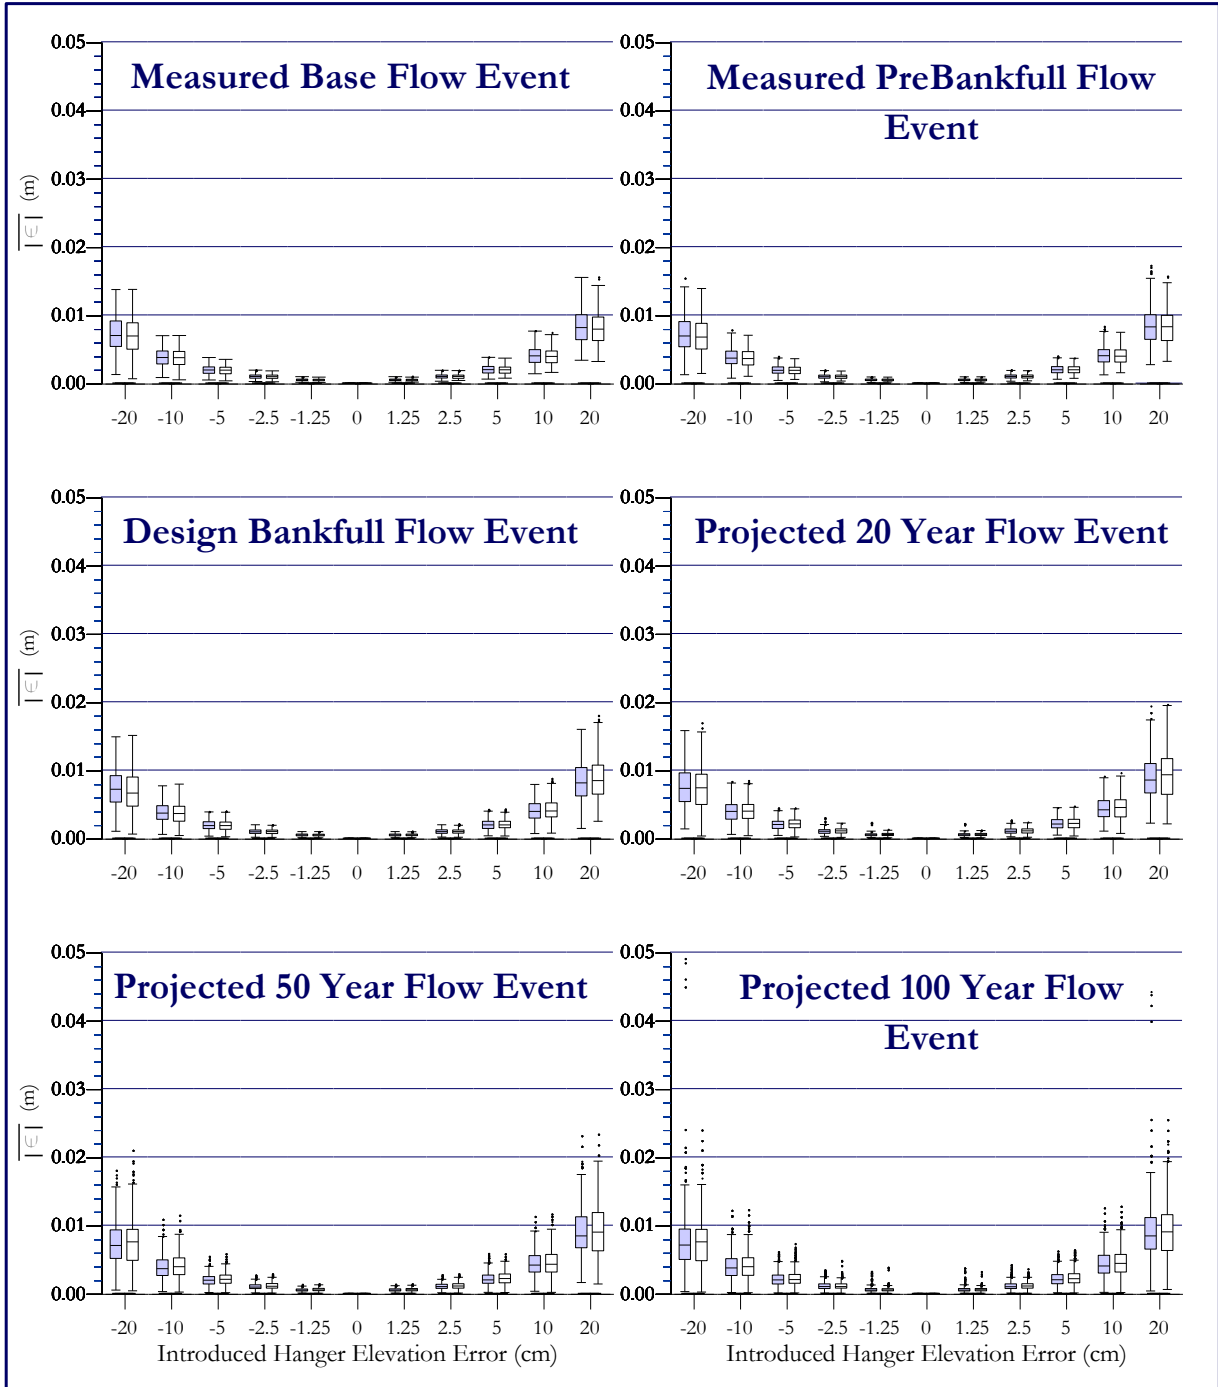 Measured Base Flow Event
0.05
0.04
0.03
0.02
0.01
0.00
|ϵ| (m)
-20 -10 -5 -2.5 -1.25 0 1.25 2.5 5 10 20
Measured PreBankfull Flow
Event
0.05
0.04
0.03
0.02
0.01
0.00
-20 -10 -5 -2.5 -1.25 0 1.25 2.5 5 10 20
Design Bankfull Flow Event
0.05
0.04
0.03
0.02
0.01
0.00
|ϵ| (m)
-20 -10 -5 -2.5 -1.25 0 1.25 2.5 5 10 20
Projected 20 Year Flow Event
0.05
0.04
0.03
0.02
0.01
0.00
-20 -10 -5 -2.5 -1.25 0 1.25 2.5 5 10 20
Projected 50 Year Flow Event
0.05
0.04
0.03
0.02
0.01
0.00
|ϵ| (m)
-20 -10 -5 -2.5 -1.25 0 1.25 2.5 5 10 20
Introduced Hanger Elevation Error (cm)
Projected 100 Year Flow
Event
0.05
0.04
0.03
0.02
0.01
0.00
-20 -10 -5 -2.5 -1.25 0 1.25 2.5 5 10 20
Introduced Hanger Elevation Error (cm)